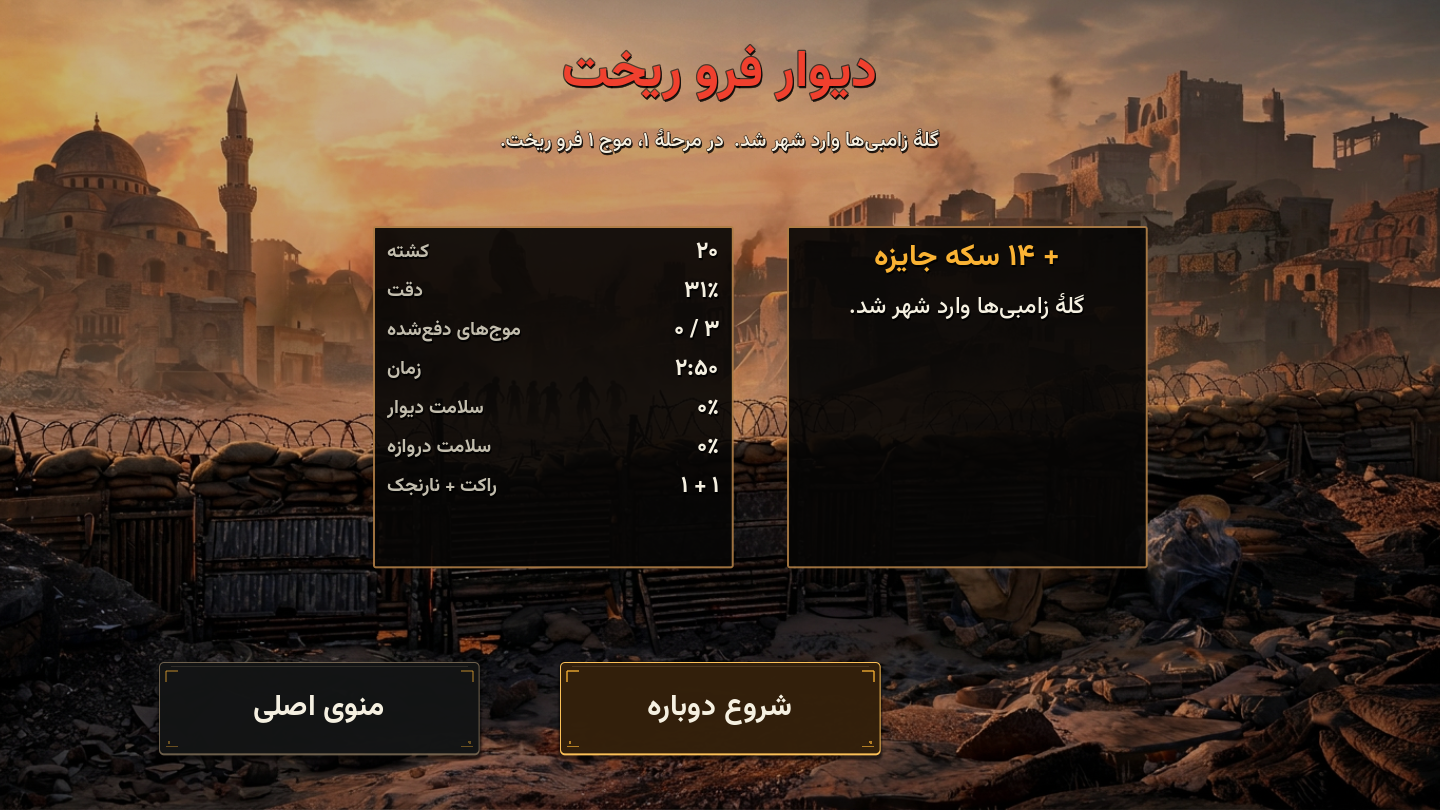 دیوار فرو ریخت
گلهٔ زامبی‌ها وارد شهر شد. در مرحلهٔ ۱، موج ۱ فرو ریخت.
+ ۱۴ سکه جایزه
گلهٔ زامبی‌ها وارد شهر شد.
کشته ۲۰
دقت ۳۱٪
موج‌های دفع‌شده ۰ / ۳
زمان ۲:۵۰
سلامت دیوار ۰٪
سلامت دروازه ۰٪
راکت + نارنجک ۱ + ۱
شروع دوباره
منوی اصلی